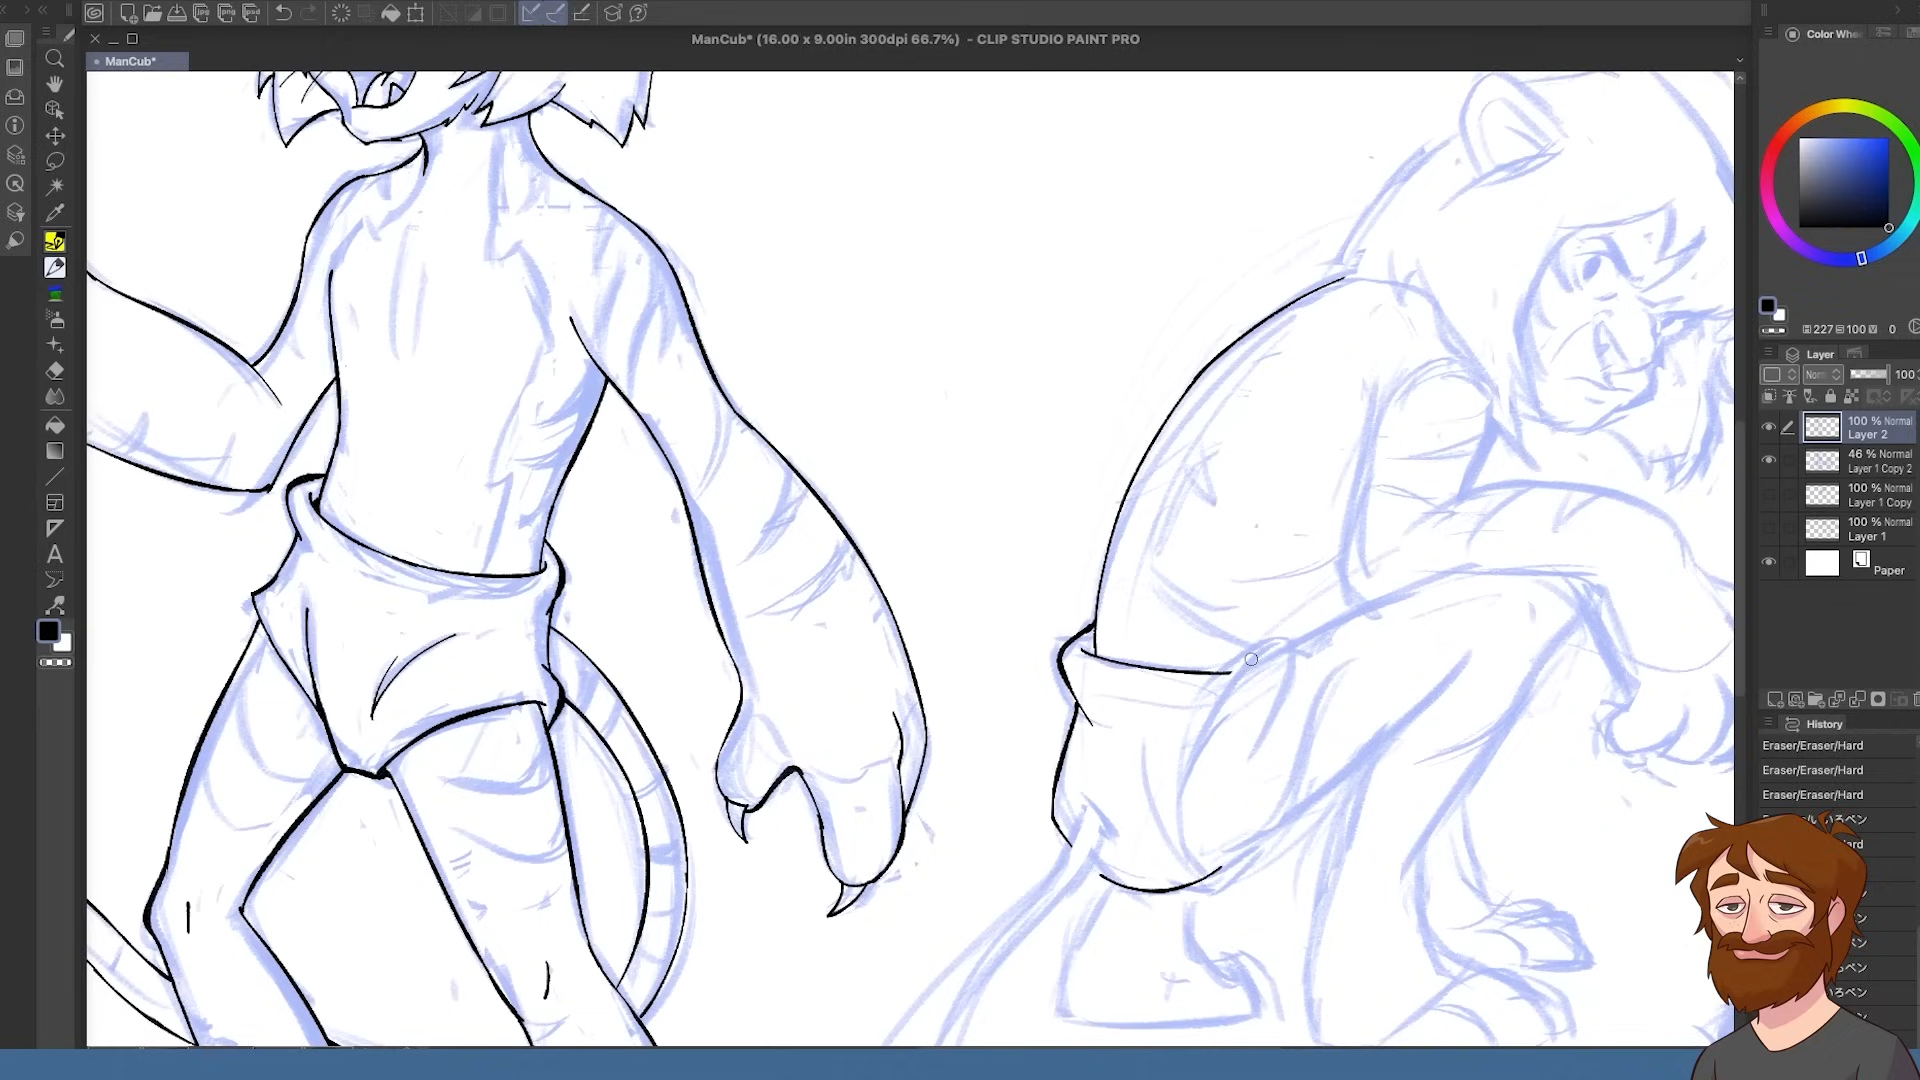 ManCub* (16.00 x 9.00in 300dpi 66.7%) - CLIP STUDIO PAINT PRO
ManCub*
Color Whe
227 100 0
Layer
Norm 100
100 % Normal
Layer 2
46 % Normal
Layer 1 Copy 2
100 % Normal
Layer 1 Copy
100 % Normal
Layer 1
Paper
History
Eraser/Eraser/Hard
Eraser/Eraser/Hard
Eraser/Eraser/Hard